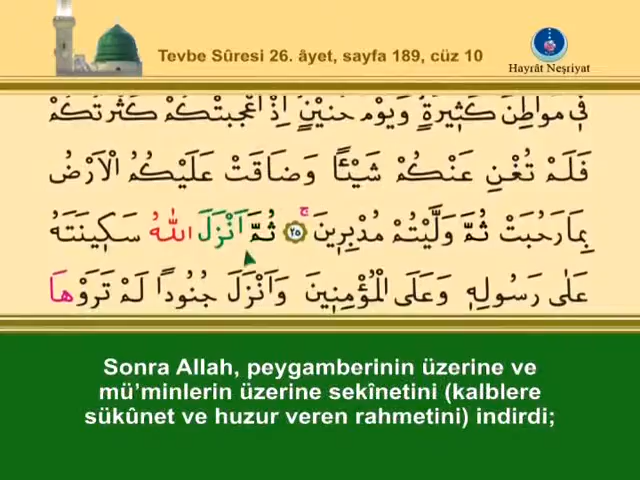 Tevbe Sûresi 26. âyet, sayfa 189, cüz 10
Hayrât Neşriyat
فٖي مَوَاطِنَ كَثٖيرَةٍ وَيَوْمَ حُنَيْنٍ اِذْ اَعْجَبَتْكُمْ كَثْرَتُكُمْ
فَلَمْ تُغْنِ عَنْكُمْ شَيْـًٔا وَضَاقَتْ عَلَيْكُمُ الْاَرْضُ
بِمَا رَحُبَتْ ثُمَّ وَلَّيْتُمْ مُدْبِرٖينَ ۚ ﴿٢٥﴾ ثُمَّ اَنْزَلَ اللّٰهُ سَكٖينَتَهُ
عَلٰى رَسُولِهٖ وَعَلَى الْمُؤْمِنٖينَ وَاَنْزَلَ جُنُودًا لَمْ تَرَوْهَا
Sonra Allah, peygamberinin üzerine ve
mü’minlerin üzerine sekînetini (kalblere
sükûnet ve huzur veren rahmetini) indirdi;